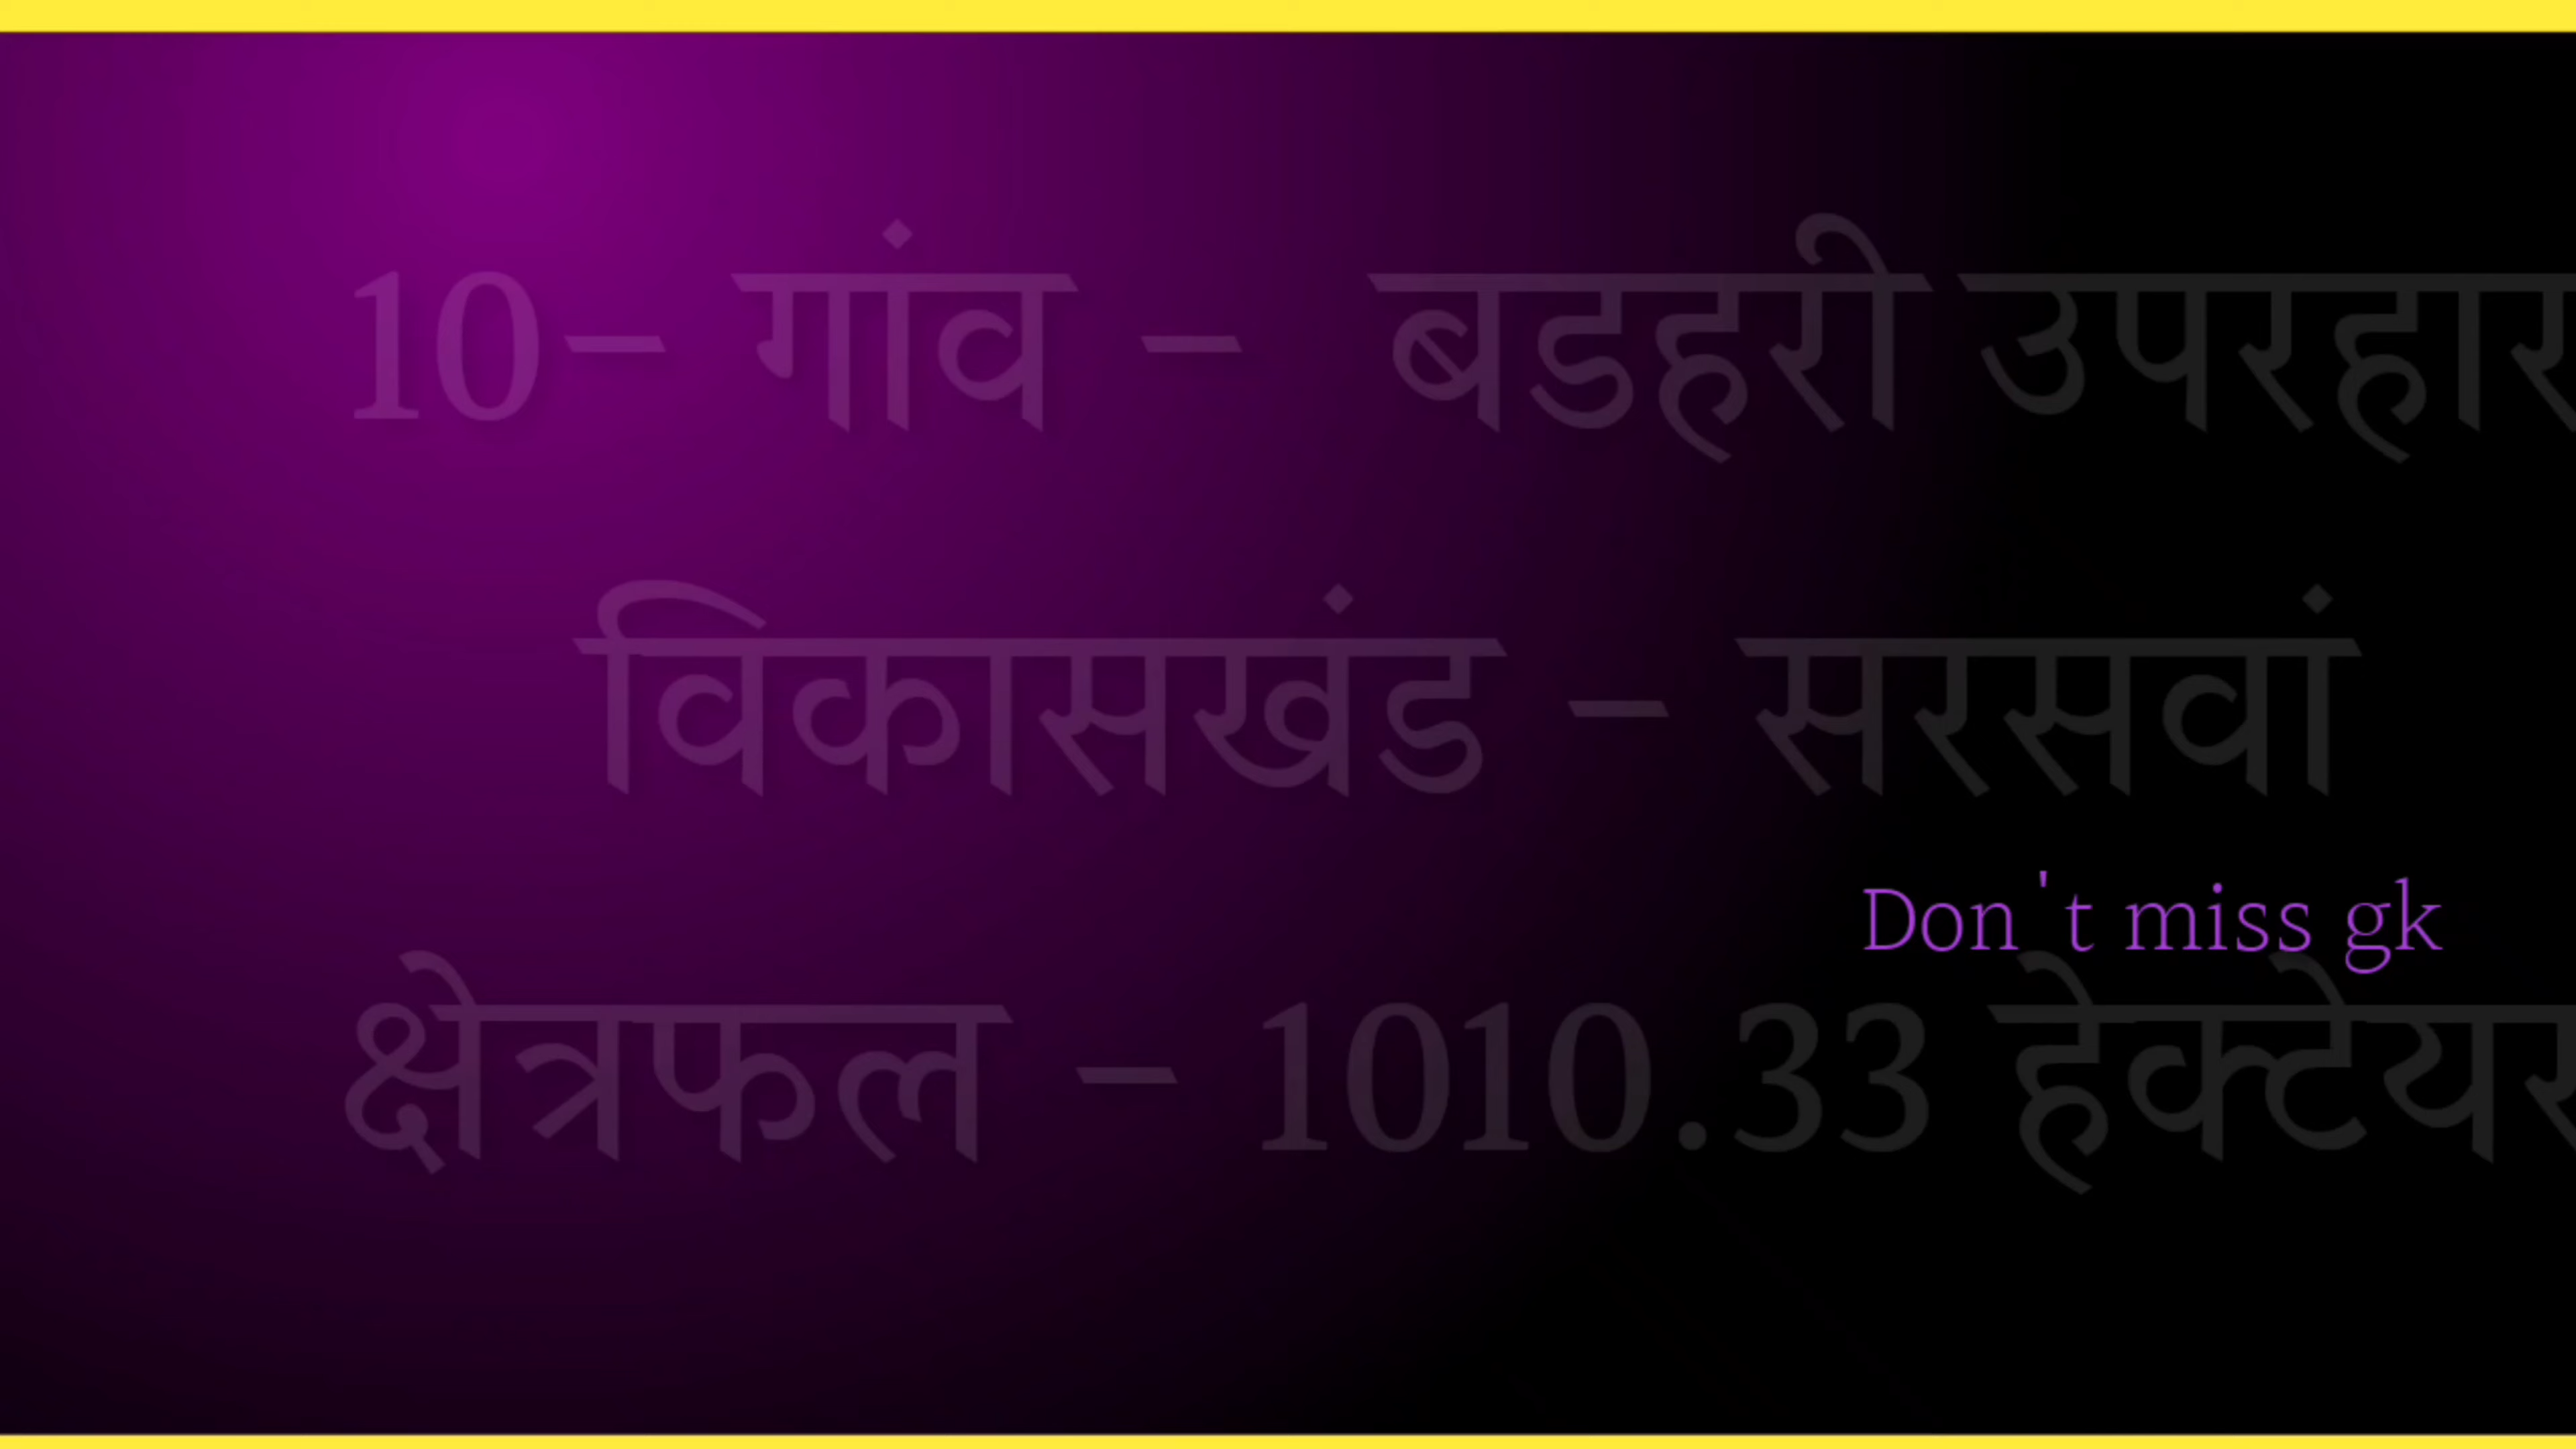 10- गांव - बडहरी उपरहार
विकासखंड - सरसवां
Don't miss gk
क्षेत्रफल - 1010.33 हेक्टेयर